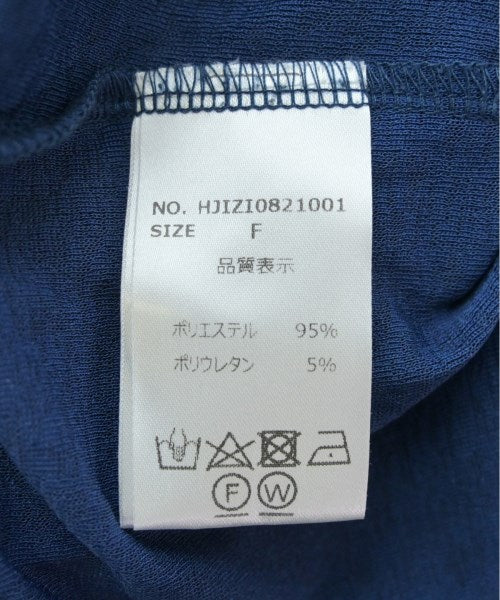 NO. HJIZI0821001
SIZE F
品質表示
ポリエステル 95%
ポリウレタン 5%
F W